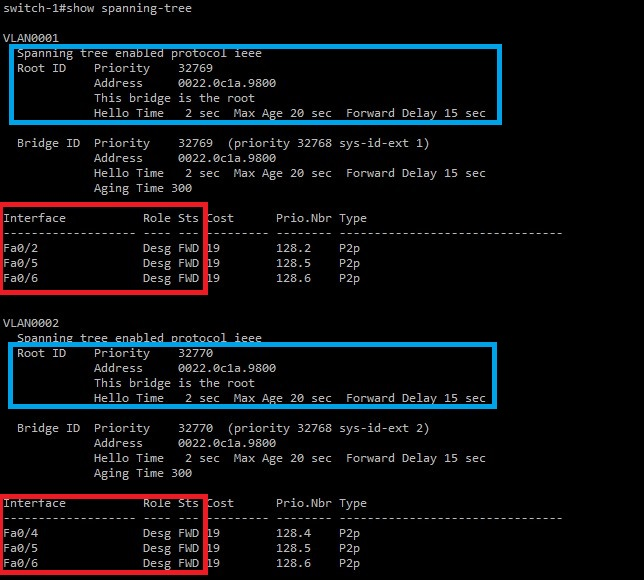 switch-1#show spanning-tree
VLAN0001
Spanning tree enabled protocol ieee
Root ID    Priority    32769
Address     0022.0c1a.9800
This bridge is the root
Hello Time   2 sec  Max Age 20 sec  Forward Delay 15 sec
Bridge ID  Priority    32769  (priority 32768 sys-id-ext 1)
Address     0022.0c1a.9800
Hello Time   2 sec  Max Age 20 sec  Forward Delay 15 sec
Aging Time 300
Interface           Role Sts Cost      Prio.Nbr Type
------------------- ---- --- --------- -------- --------------------------------
Fa0/2               Desg FWD 19        128.2    P2p
Fa0/5               Desg FWD 19        128.5    P2p
Fa0/6               Desg FWD 19        128.6    P2p
VLAN0002
Spanning tree enabled protocol ieee
Root ID    Priority    32770
Address     0022.0c1a.9800
This bridge is the root
Hello Time   2 sec  Max Age 20 sec  Forward Delay 15 sec
Bridge ID  Priority    32770  (priority 32768 sys-id-ext 2)
Address     0022.0c1a.9800
Hello Time   2 sec  Max Age 20 sec  Forward Delay 15 sec
Aging Time 300
Interface           Role Sts Cost      Prio.Nbr Type
------------------- ---- --- --------- -------- --------------------------------
Fa0/4               Desg FWD 19        128.4    P2p
Fa0/5               Desg FWD 19        128.5    P2p
Fa0/6               Desg FWD 19        128.6    P2p